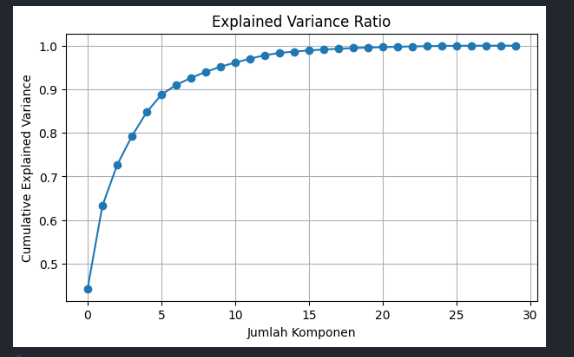 Explained Variance Ratio
Cumulative Explained Variance
1.0
0.9
0.8
0.7
0.6
0.5
0 5 10 15 20 25 30
Jumlah Komponen